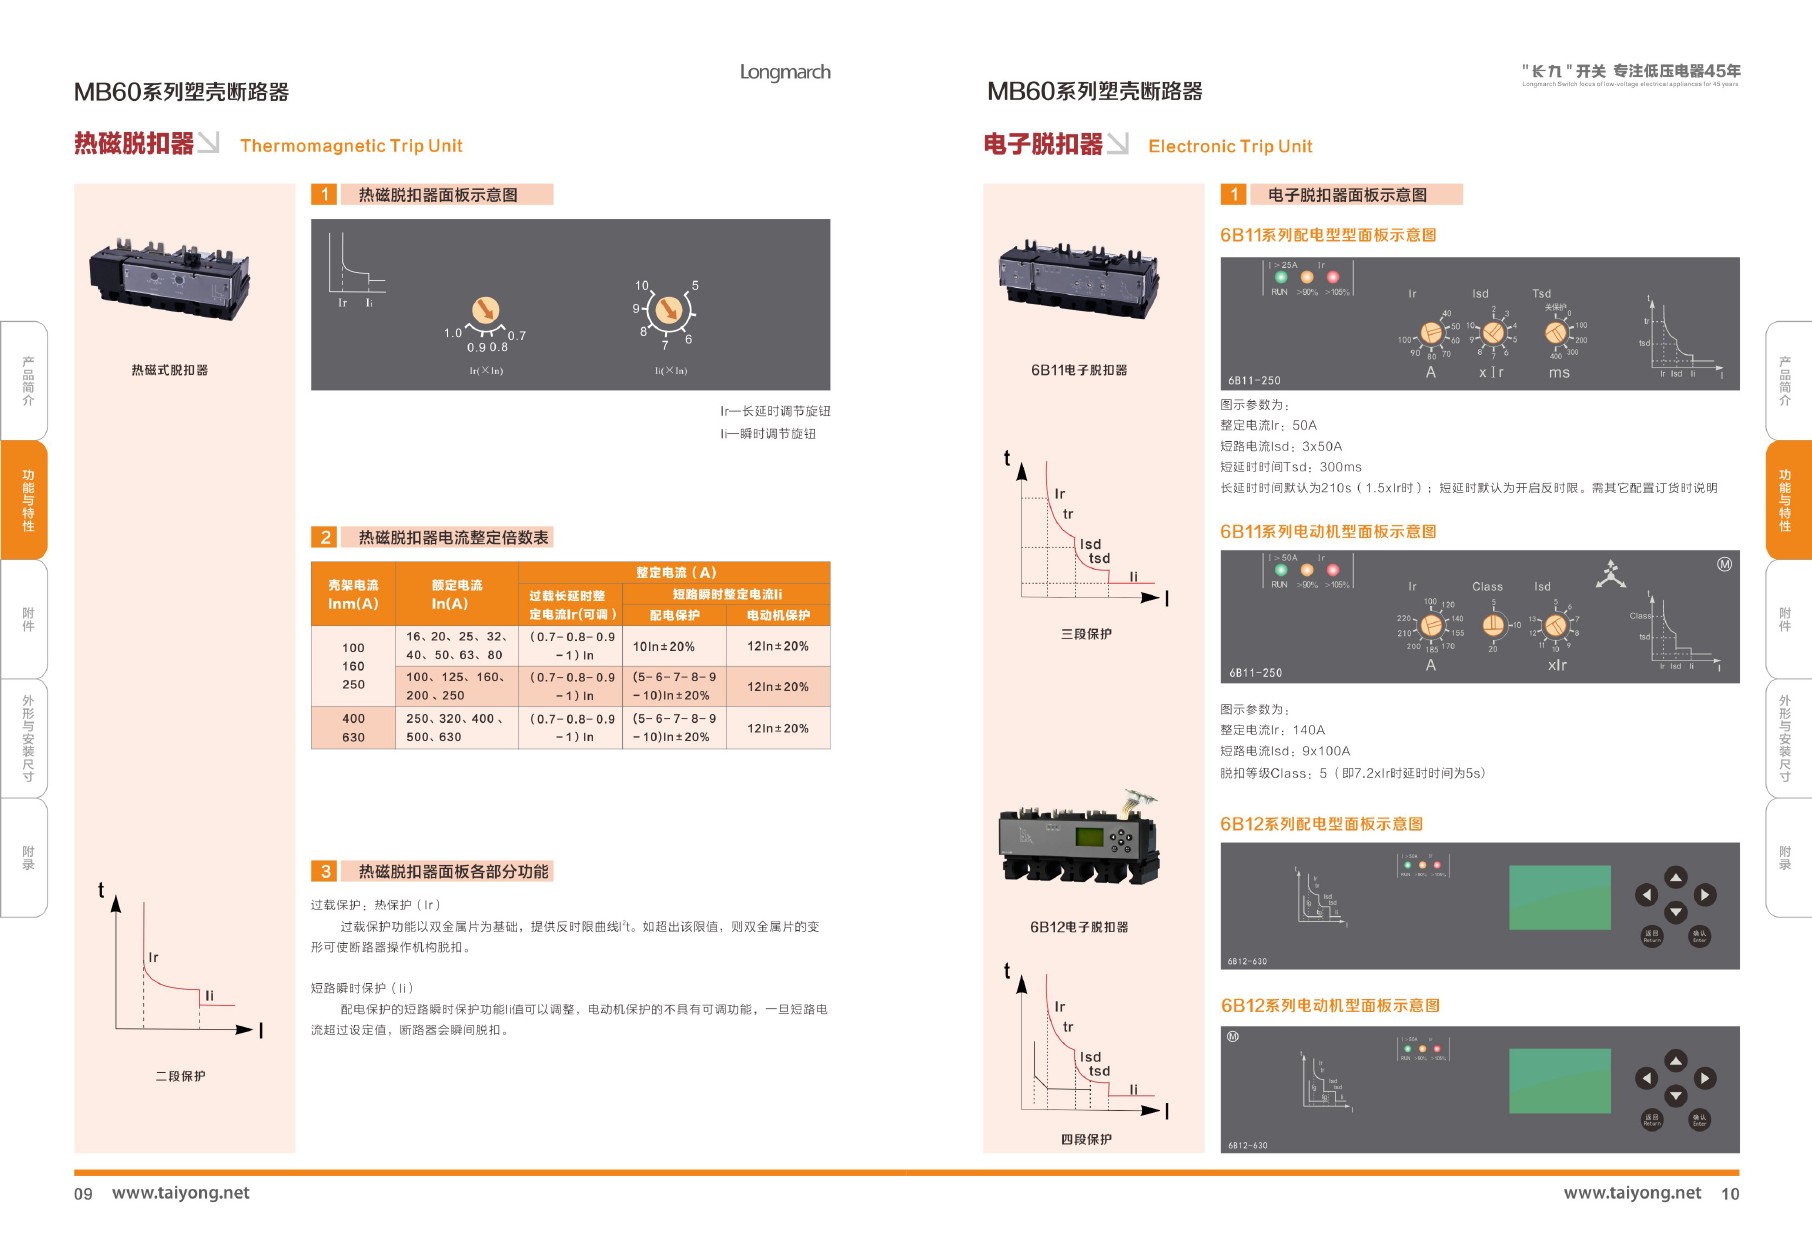 Longmarch
MB60系列塑壳断路器
热磁脱扣器 Thermomagnetic Trip Unit
热磁式脱扣器
t
Ir
Ii
I
二段保护
1 热磁脱扣器面板示意图
Ir Ii
1.0 0.9 0.8 0.7
Ir(×In)
10 9 8 7 6 5
Ii(×In)
Ir—长延时调节旋钮
Ii—瞬时调节旋钮
2 热磁脱扣器电流整定倍数表
壳架电流 Inm(A)
额定电流 In(A)
整定电流(A)
过载长延时整定电流Ir(可调)
短路瞬时整定电流Ii
配电保护 电动机保护
100 160 250
16、20、25、32、
40、50、63、80
(0.7-0.8-0.9
-1)In
10In±20%
12In±20%
100、125、160、
200、250
(0.7-0.8-0.9
-1)In
(5-6-7-8-9
-10)In±20%
12In±20%
400 630
250、320、400、
500、630
(0.7-0.8-0.9
-1)In
(5-6-7-8-9
-10)In±20%
12In±20%
3 热磁脱扣器面板各部分功能
过载保护：热保护（Ir）
过载保护功能以双金属片为基础，提供反时限曲线I²t。如超出该限值，则双金属片的变
形可使断路器操作机构脱扣。
短路瞬时保护（Ii）
配电保护的短路瞬时保护功能Ii值可以调整，电动机保护的不具有可调功能，一旦短路电
流超过设定值，断路器会瞬间脱扣。
09 www.taiyong.net
产品简介
功能与特性
附件
外形与安装尺寸
附录
MB60系列塑壳断路器
"长九"开关 专注低压电器45年
Longmarch Switch focus of low-voltage electrical appliances for 45 years
电子脱扣器 Electronic Trip Unit
6B11电子脱扣器
t
Ir
tr
Isd
tsd
Ii
I
三段保护
6B12电子脱扣器
t
Ir
tr
Isd
tsd
Ii
I
四段保护
1 电子脱扣器面板示意图
6B11系列配电型型面板示意图
I>25A Ir
RUN >90% >105%
Ir Isd Tsd
40 50 60 70 80 90 100
2 3 4 5 6 7 8 9 10
关保护 0 100 200 300 400
A xIr ms
t
tr
tsd
Ir Isd Ii I
6B11-250
图示参数为：
整定电流Ir：50A
短路电流Isd：3x50A
短延时时间Tsd：300ms
长延时时间默认为210s（1.5xIr时）；短延时默认为开启反时限。需其它配置订货时说明
6B11系列电动机型面板示意图
I>50A Ir
RUN >90% >105%
Ir Class Isd
M
100 120 140 155 170 185 200 210 220
5 10 20
5 6 7 8 9 10 11 12 13
A xIr
t
Class
tsd
Ir Isd Ii I
6B11-250
图示参数为：
整定电流Ir：140A
短路电流Isd：9x100A
脱扣等级Class：5（即7.2xIr时延时时间为5s）
6B12系列配电型面板示意图
I>50A Ir
RUN >90% >105%
返回 Return
确认 Enter
6B12-630
6B12系列电动机型面板示意图
M
I>50A Ir
RUN >90% >105%
返回 Return
确认 Enter
6B12-630
www.taiyong.net 10
产品简介
功能与特性
附件
外形与安装尺寸
附录